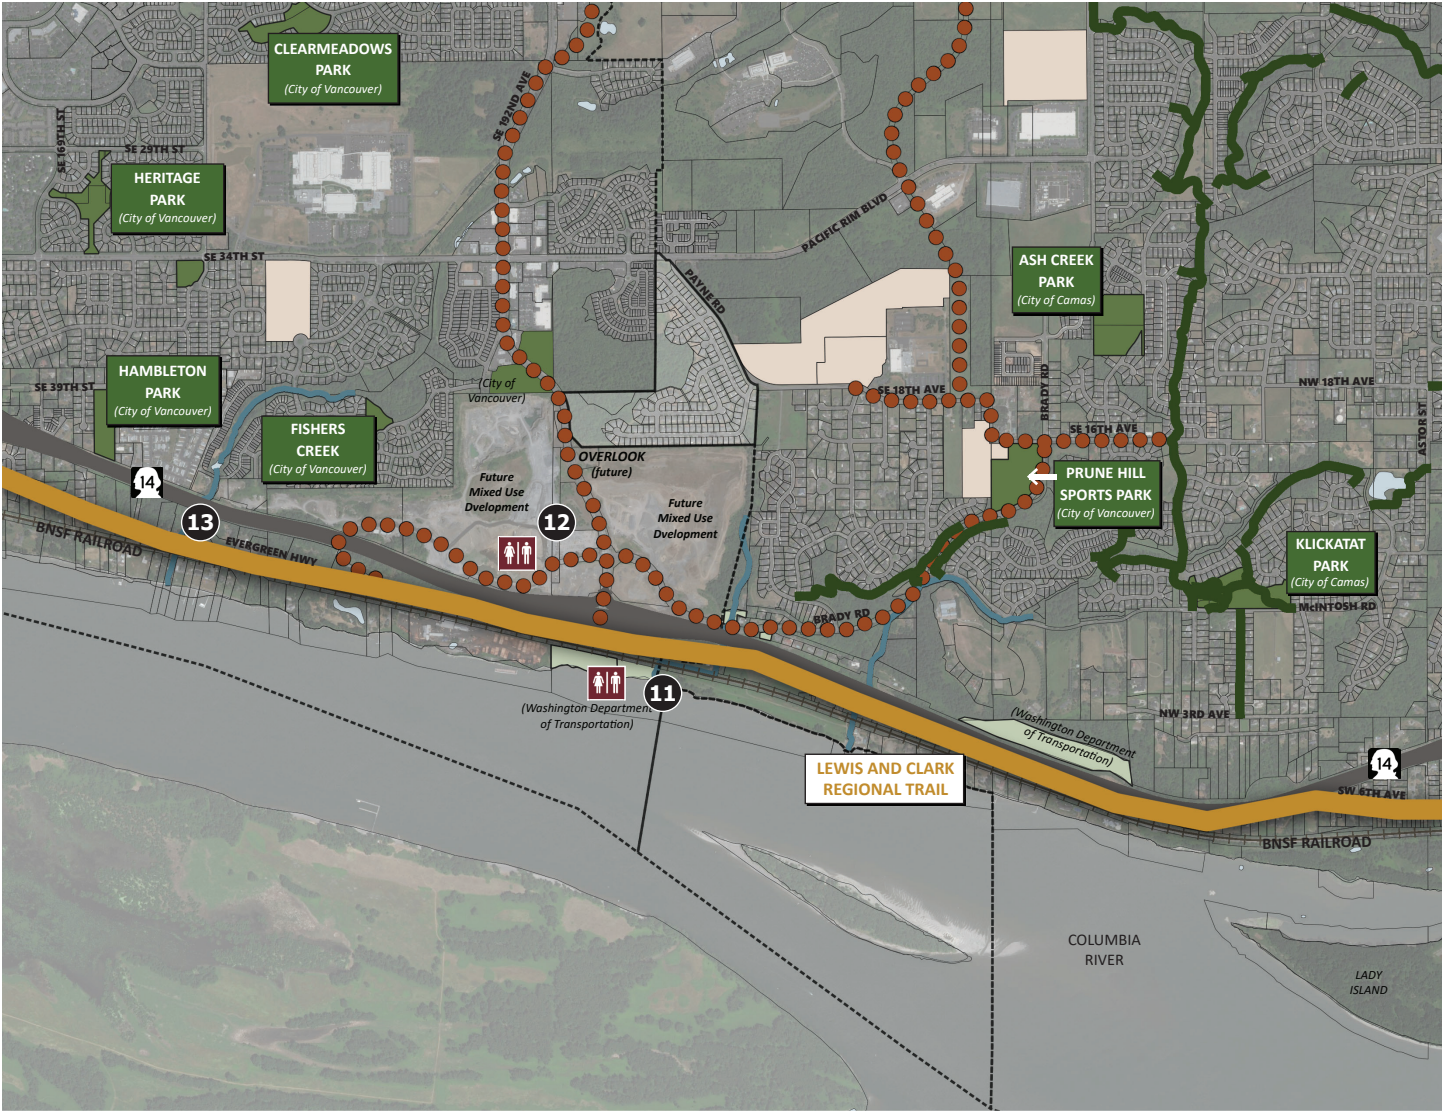 CLEARMEADOWS
PARK
(City of Vancouver)
SE 192ND AVE
SE 169TH ST
SE 29TH ST
HERITAGE
PARK
(City of Vancouver)
PACIFIC RIM BLVD
SE 34TH ST
ASH CREEK
PARK
(City of Camas)
PAYNE RD
HAMBLETON
PARK
(City of Vancouver)
SE 39TH ST
(City of
Vancouver)
SE 18TH AVE
BRADY RD
NW 18TH AVE
ASTOR ST
FISHERS
CREEK
(City of Vancouver)
SE 16TH AVE
OVERLOOK
(future)
Future
Mixed Use
Dvelopment
Future
Mixed Use
Dvelopment
PRUNE HILL
SPORTS PARK
(City of Vancouver)
14
13
12
BNSF RAILROAD
EVERGREEN HWY
KLICKATAT
PARK
(City of Camas)
McINTOSH RD
BRADY RD
11
(Washington Department
of Transportation)
NW 3RD AVE
(Washington Department
of Transportation)
LEWIS AND CLARK
REGIONAL TRAIL
14
SW 6TH AVE
BNSF RAILROAD
COLUMBIA
RIVER
LADY
ISLAND